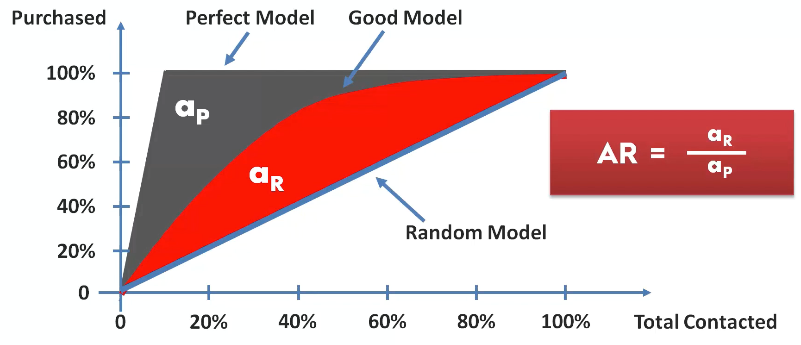 Purchased
Perfect Model
Good Model
100%
80%
60%
40%
20%
0
aP
aR
AR = aR / aP
Random Model
0
20%
40%
60%
80%
100%
Total Contacted